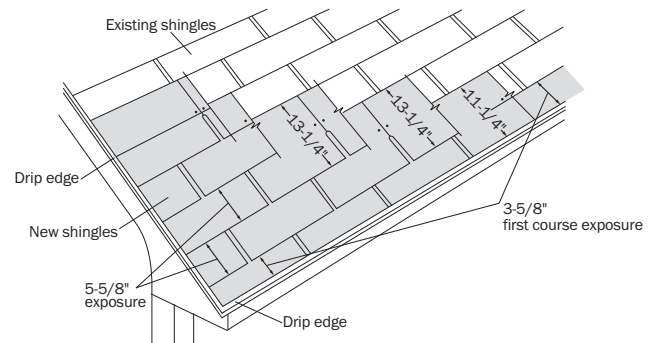 Existing shingles
13-1/4"
13-1/4"
11-1/4"
Drip edge
New shingles
3-5/8"
first course exposure
5-5/8"
exposure
Drip edge